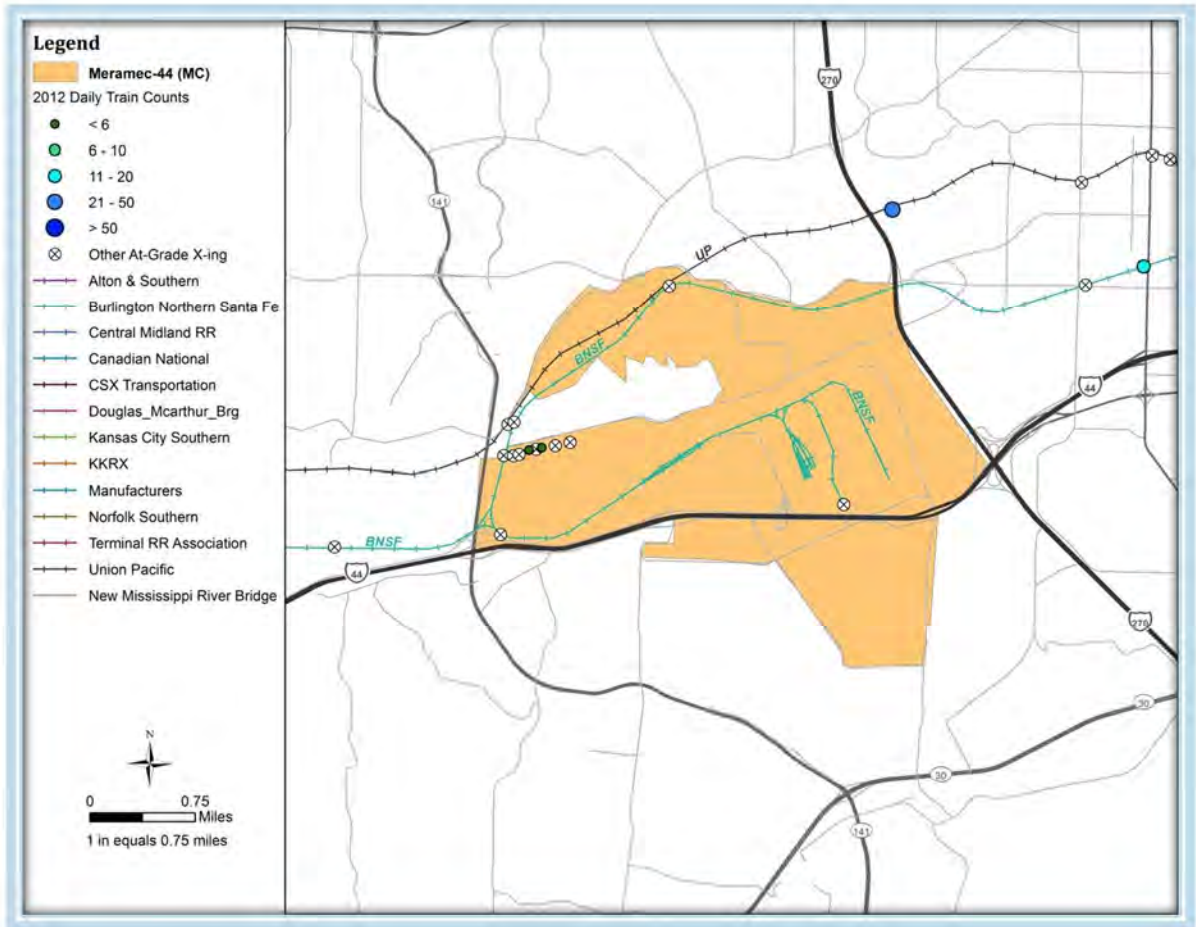 Legend
Meramec-44 (MC)
2012 Daily Train Counts
< 6
6 - 10
11 - 20
21 - 50
> 50
Other At-Grade X-ing
Alton & Southern
Burlington Northern Santa Fe
Central Midland RR
Canadian National
CSX Transportation
Douglas_Mcarthur_Brg
Kansas City Southern
KKRX
Manufacturers
Norfolk Southern
Terminal RR Association
Union Pacific
New Mississippi River Bridge
N
0 0.75
Miles
1 in equals 0.75 miles
270
141
UP
BNSF
44
BNSF
BNSF
44
270
30
30
141